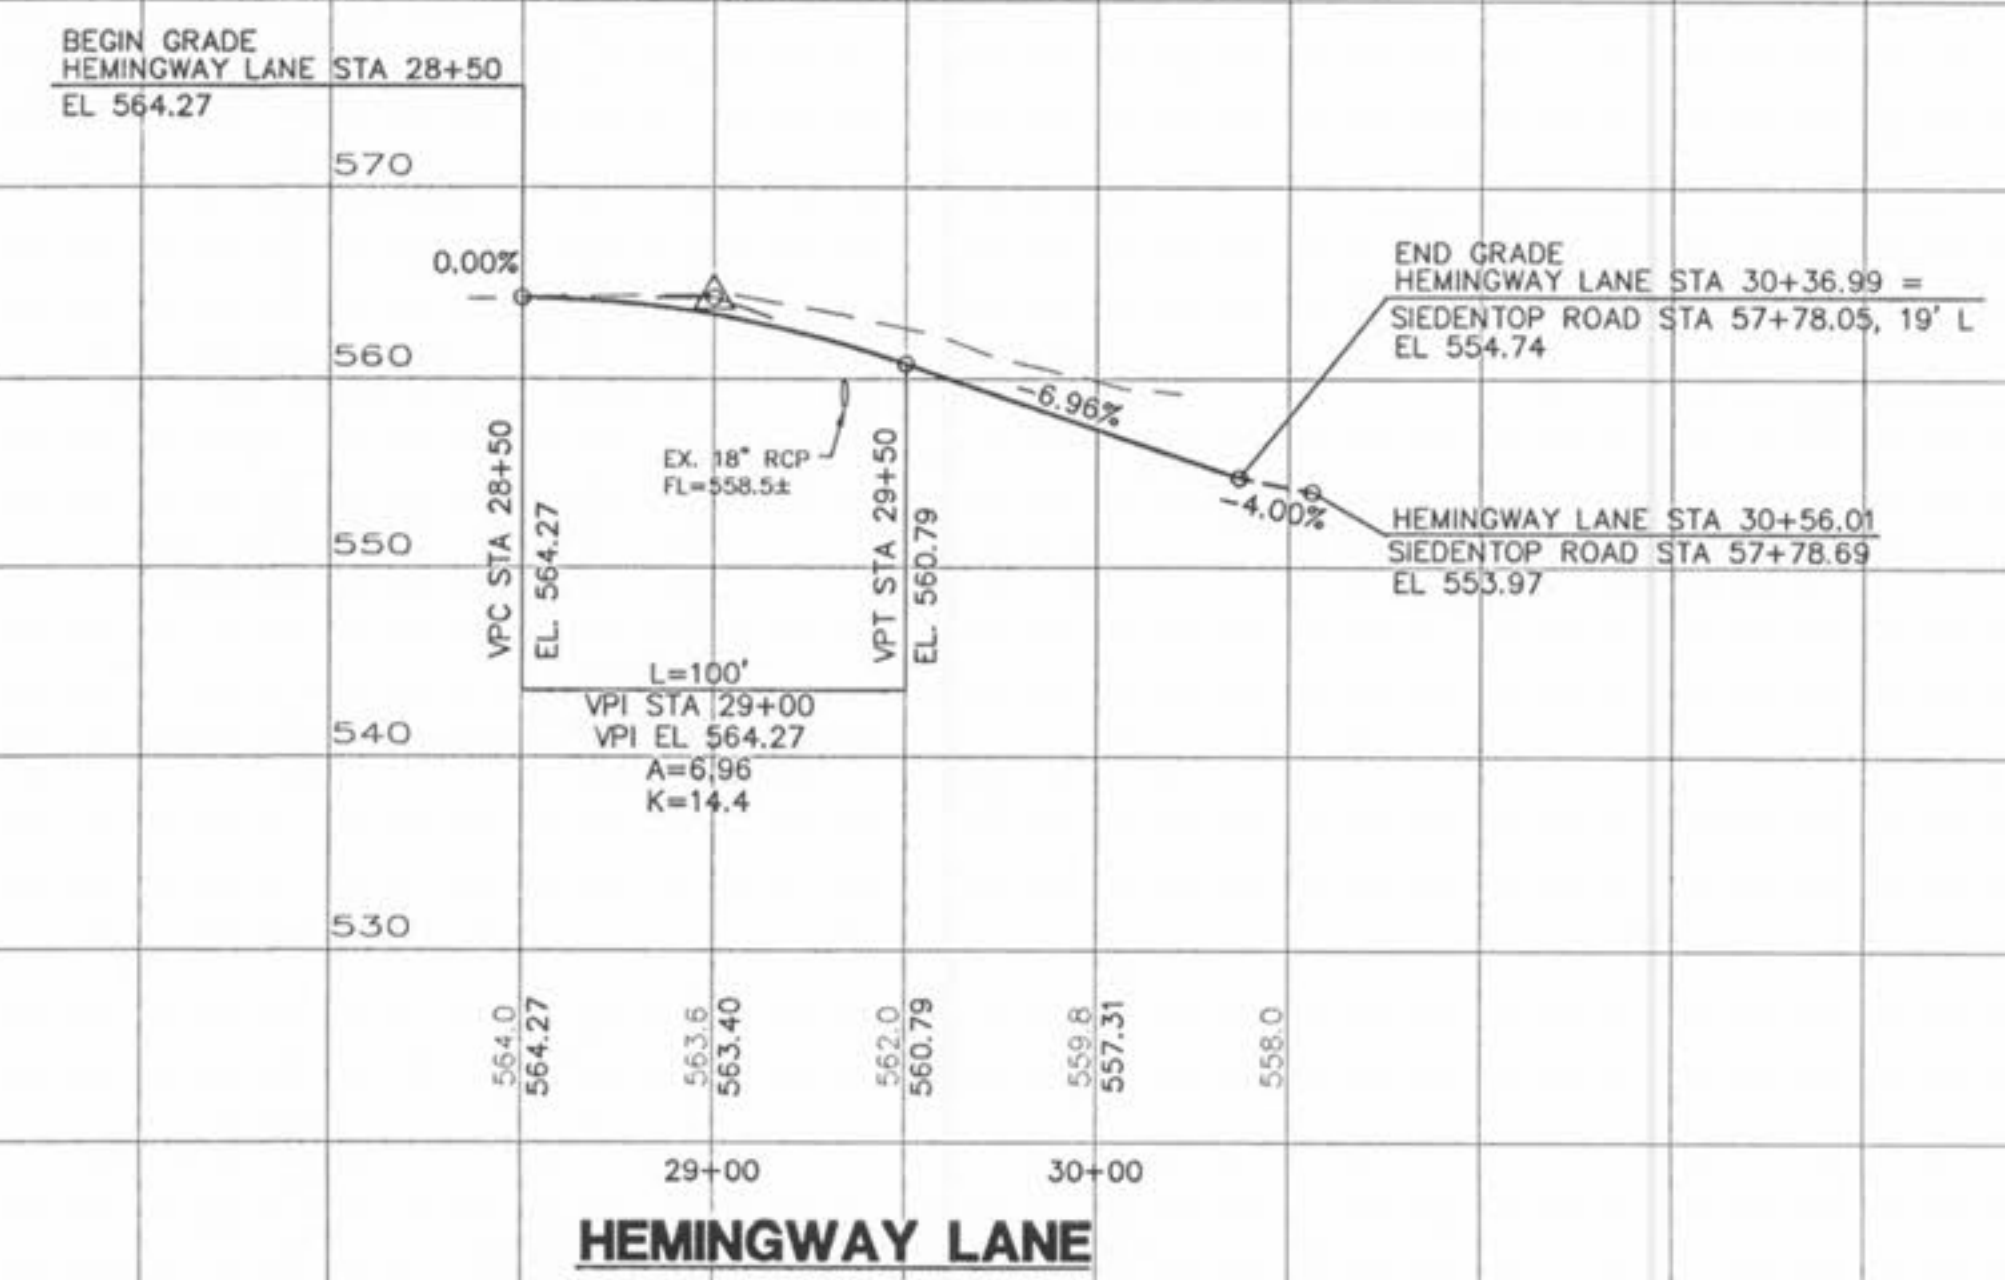 BEGIN GRADE
HEMINGWAY LANE STA 28+50
EL 564.27
570
0.00%
END GRADE
HEMINGWAY LANE STA 30+36.99 =
SIEDENTOP ROAD STA 57+78.05, 19' L
EL 554.74
560
-6.96%
EX. 18" RCP
FL=558.5±
VPC STA 28+50
EL. 564.27
VPT STA 29+50
EL. 560.79
-4.00%
HEMINGWAY LANE STA 30+56.01
SIEDENTOP ROAD STA 57+78.69
EL 553.97
550
L=100'
VPI STA 29+00
VPI EL 564.27
A=6.96
K=14.4
540
530
564.0
564.27
563.6
563.40
562.0
560.79
559.8
557.31
558.0
29+00
30+00
HEMINGWAY LANE